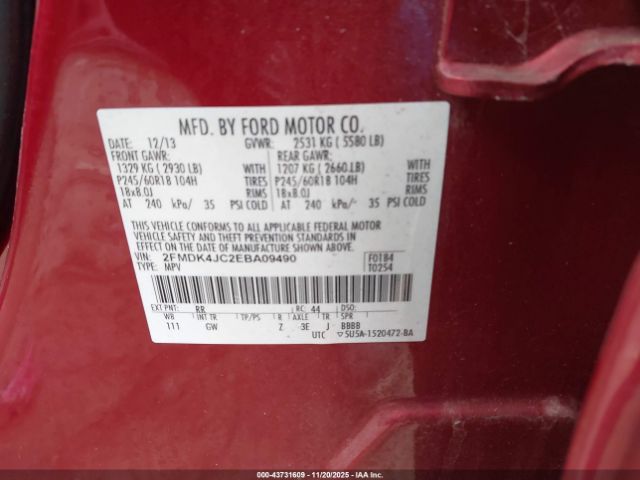 MFD. BY FORD MOTOR CO.
DATE: 12/13 GVWR: 2531 KG ( 5580 LB)
FRONT GAWR: REAR GAWR:
1329 KG ( 2930 LB) WITH 1207 KG ( 2660LB) WITH
P245/60R18 104H TIRES P245/60R18 104H TIRES
18x8.0J RIMS 18x8.0J RIMS
AT 240 kPa/ 35 PSI COLD AT 240 kPa/ 35 PSI COLD
THIS VEHICLE CONFORMS TO ALL APPLICABLE FEDERAL MOTOR
VEHICLE SAFETY AND THEFT PREVENTION STANDARDS IN
EFFECT ON THE DATE OF MANUFACTURE SHOWN ABOVE.
VIN: 2FMDK4JC2EBA09490 F0184
TYPE: MPV T0254
EXT PNT: RR RC: 44 DSO:
WB INT TR TP/PS R AXLE TR SPR
111 GW Z 3E J BBBB
UTC ▽5U5A-1520472-BA
000-43731609 - 11/20/2025 - IAA Inc.